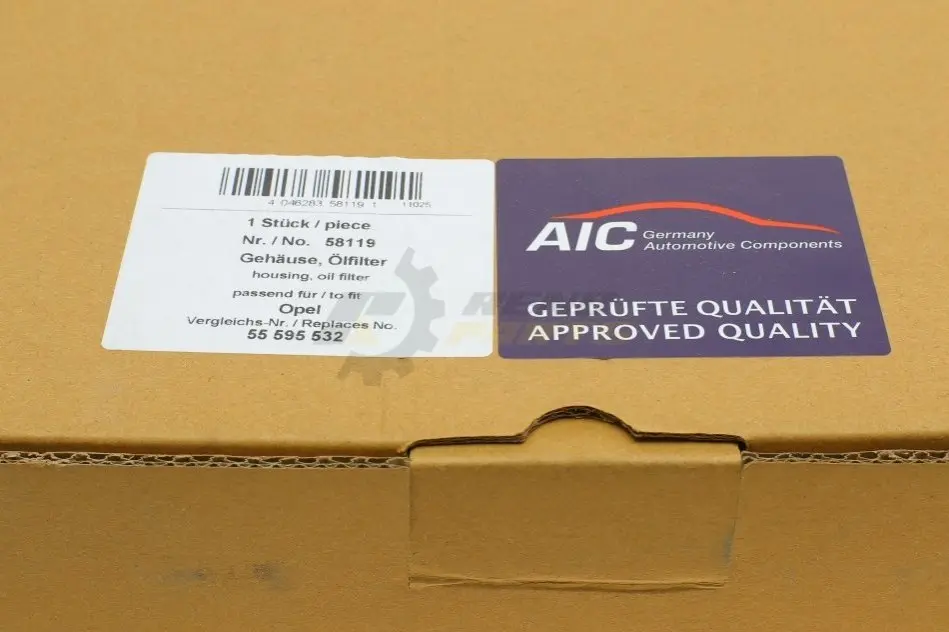 4 046283 58119 1 11025
1 Stück / piece
Nr. / No. 58119
Gehäuse, Ölfilter
housing, oil filter
passend für / to fit
Opel
Vergleichs-Nr. / Replaces No.
55 595 532
AIC Germany
Automotive Components
GEPRÜFTE QUALITÄT
APPROVED QUALITY